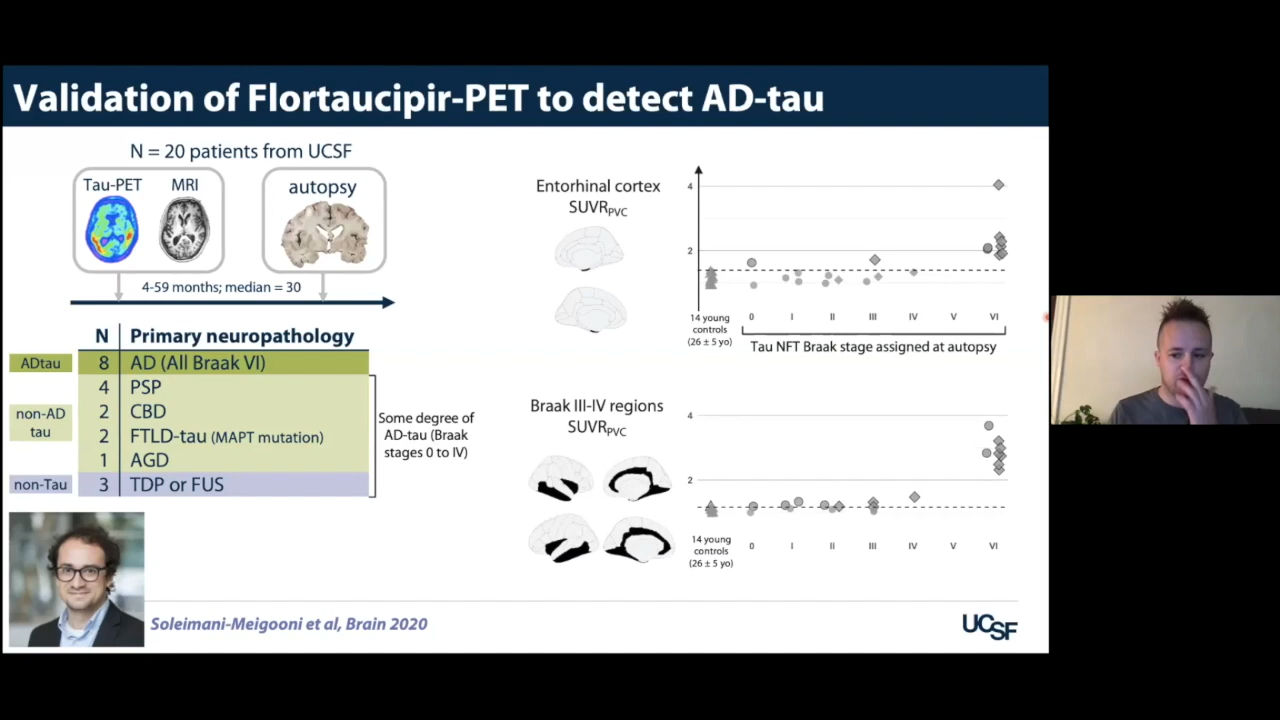 Validation of Flortaucipir-PET to detect AD-tau
N = 20 patients from UCSF
Tau-PET MRI
autopsy
4-59 months; median = 30
N Primary neuropathology
ADtau 8 AD (All Braak VI)
4 PSP
non-AD tau
2 CBD
2 FTLD-tau (MAPT mutation)
1 AGD
non-Tau 3 TDP or FUS
Some degree of
AD-tau (Braak
stages 0 to IV)
Entorhinal cortex
SUVRPVC
4
2
14 young
controls
(26 ± 5 yo)
0 I II III IV V VI
Tau NFT Braak stage assigned at autopsy
Braak III-IV regions
SUVRPVC
4
2
14 young
controls
(26 ± 5 yo)
0 I II III IV V VI
Soleimani-Meigooni et al, Brain 2020
UCSF